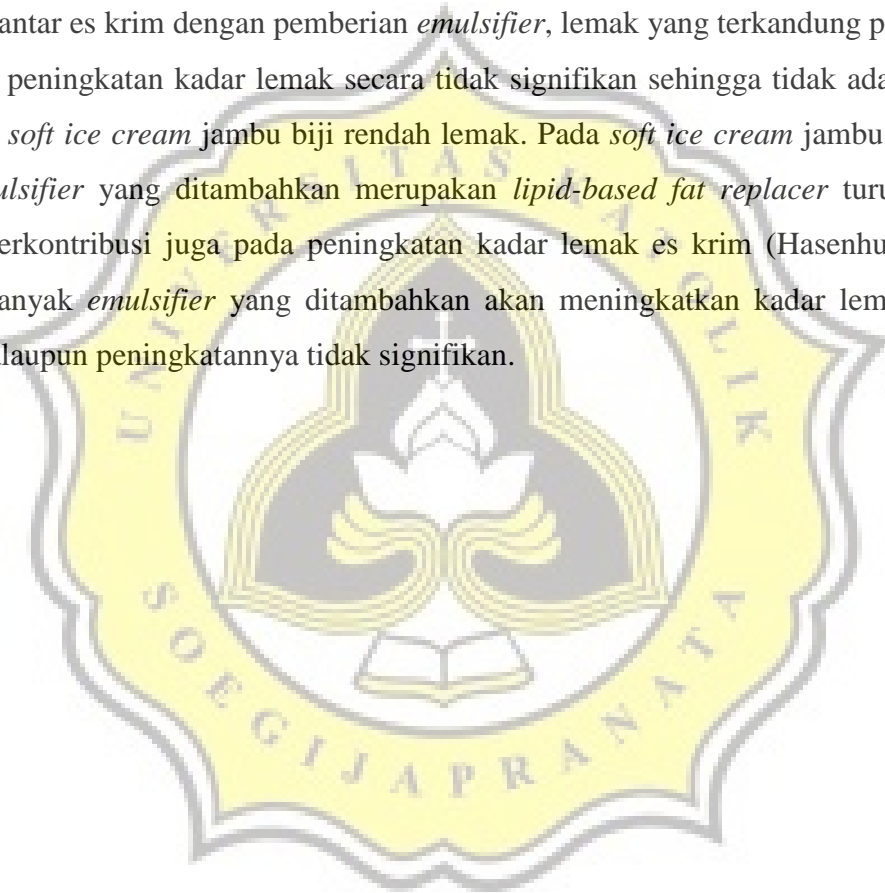 antar es krim dengan pemberian emulsifier, lemak yang terkandung p
peningkatan kadar lemak secara tidak signifikan sehingga tidak ada
soft ice cream jambu biji rendah lemak. Pada soft ice cream jambu
ulsifier yang ditambahkan merupakan lipid-based fat replacer turu
erkontribusi juga pada peningkatan kadar lemak es krim (Hasenhu
anyak emulsifier yang ditambahkan akan meningkatkan kadar lem
alaupun peningkatannya tidak signifikan.
UNIVERSITAS KATOLIK
SOEGIJAPRANATA